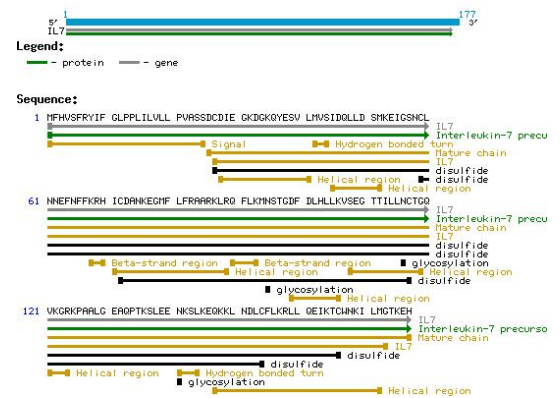 1 177
5′ 3′
IL7
Legend:
- protein - gene
Sequence:
1 MFHVSFRYIF GLPPLILVLL PVASSDCDIE GKDGKQYESV LMVSIDQLLD SMKEIGSNCL
IL7
Interleukin-7 precu
Signal Hydrogen bonded turn
Mature chain
IL7
disulfide
Helical region disulfide
Helical region
61 NNEFNFFKRH ICDANKEGMF LFRAARKLRQ FLKMNSTGDF DLHLLKVSEG TTILLNCTGQ
IL7
Interleukin-7 precu
Mature chain
IL7
disulfide
disulfide
Beta-strand region Beta-strand region glycosylation
Helical region Helical region
disulfide
glycosylation
Helical region
121 VKGRKPAALG EAQPTKSLEE NKSLKEQKKL NDLCFLKRLL QEIKTCWNKI LMGTKEH
IL7
Interleukin-7 precurso
Mature chain
IL7
disulfide
disulfide
Helical region Hydrogen bonded turn
glycosylation
Helical region